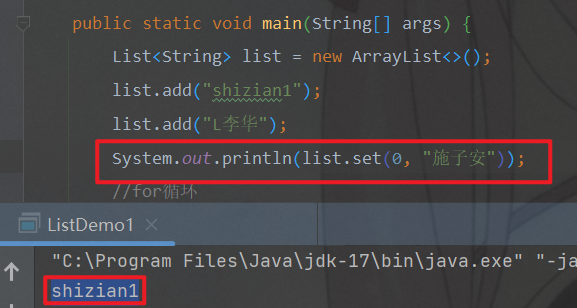 public static void main(String[] args) {
List<String> list = new ArrayList<>();
list.add("shizian1");
list.add("L李华");
System.out.println(list.set(0, "施子安"));
//for循环
ListDemo1 ×
"C:\Program Files\Java\jdk-17\bin\java.exe" "-ja
shizian1